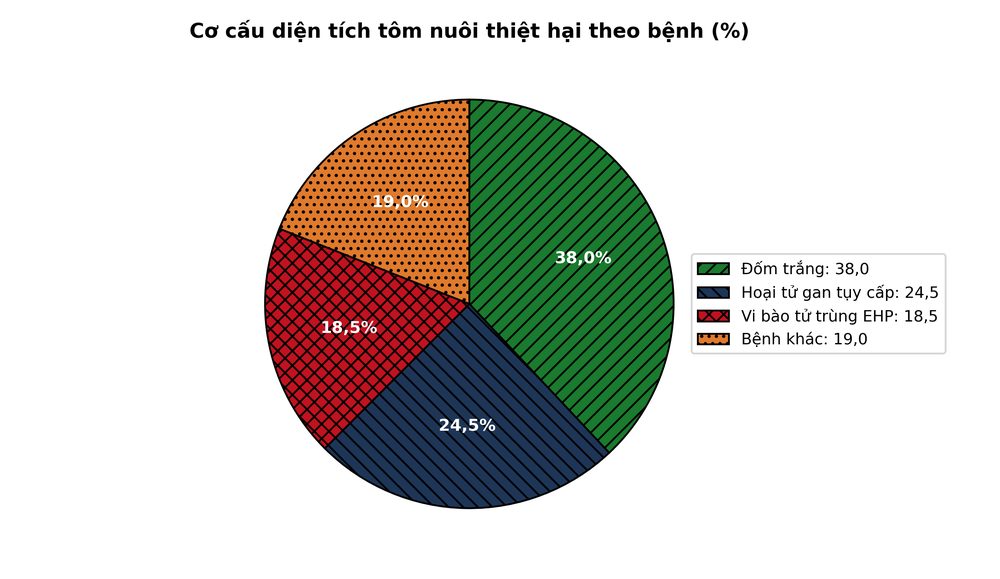 Cơ cấu diện tích tôm nuôi thiệt hại theo bệnh (%)
19,0%
38,0%
18,5%
24,5%
Đốm trắng: 38,0
Hoại tử gan tụy cấp: 24,5
Vi bào tử trùng EHP: 18,5
Bệnh khác: 19,0